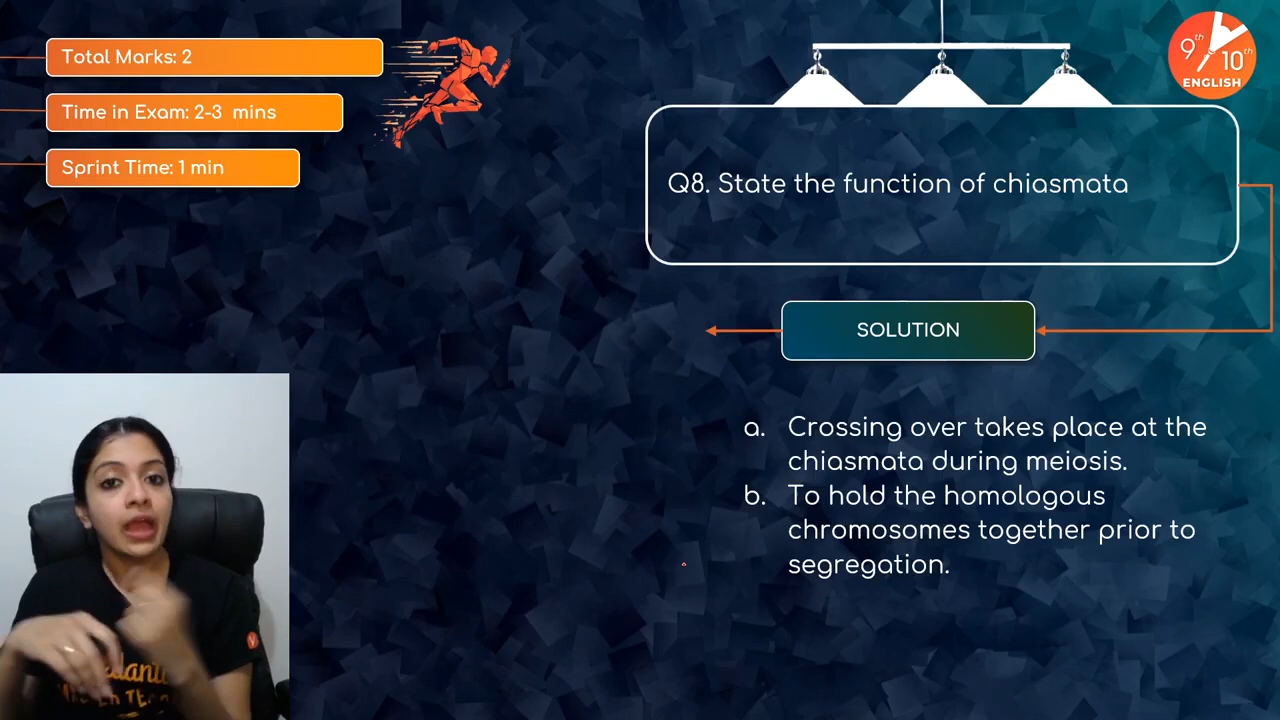 Total Marks: 2
Time in Exam: 2-3 mins
Sprint Time: 1 min
9th
10th
ENGLISH
Q8. State the function of chiasmata
SOLUTION
a. Crossing over takes place at the
chiasmata during meiosis.
b. To hold the homologous
chromosomes together prior to
segregation.